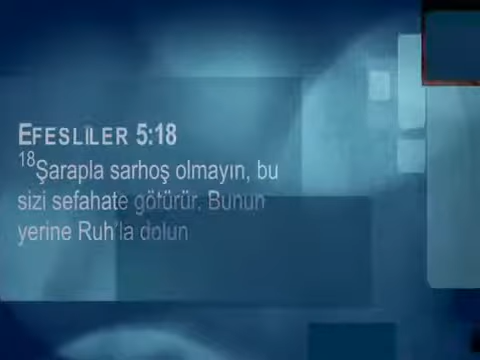 EFESLİLER 5:18
18Şarapla sarhoş olmayın, bu
sizi sefahate götürür. Bunun
yerine Ruh'la dolun